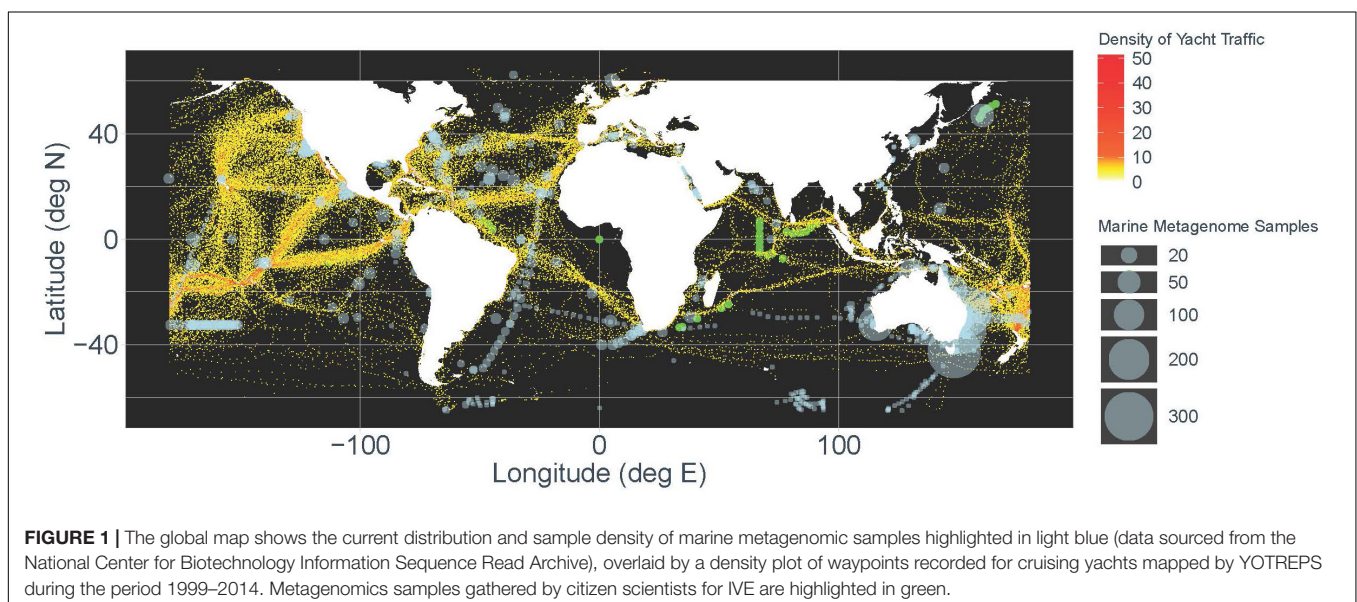 Density of Yacht Traffic
50
40
30
20
10
0
Marine Metagenome Samples
20
50
100
200
300
Latitude (deg N)
40
0
−40
−100
0
100
Longitude (deg E)
FIGURE 1 | The global map shows the current distribution and sample density of marine metagenomic samples highlighted in light blue (data sourced from the
National Center for Biotechnology Information Sequence Read Archive), overlaid by a density plot of waypoints recorded for cruising yachts mapped by YOTREPS
during the period 1999–2014. Metagenomics samples gathered by citizen scientists for IVE are highlighted in green.